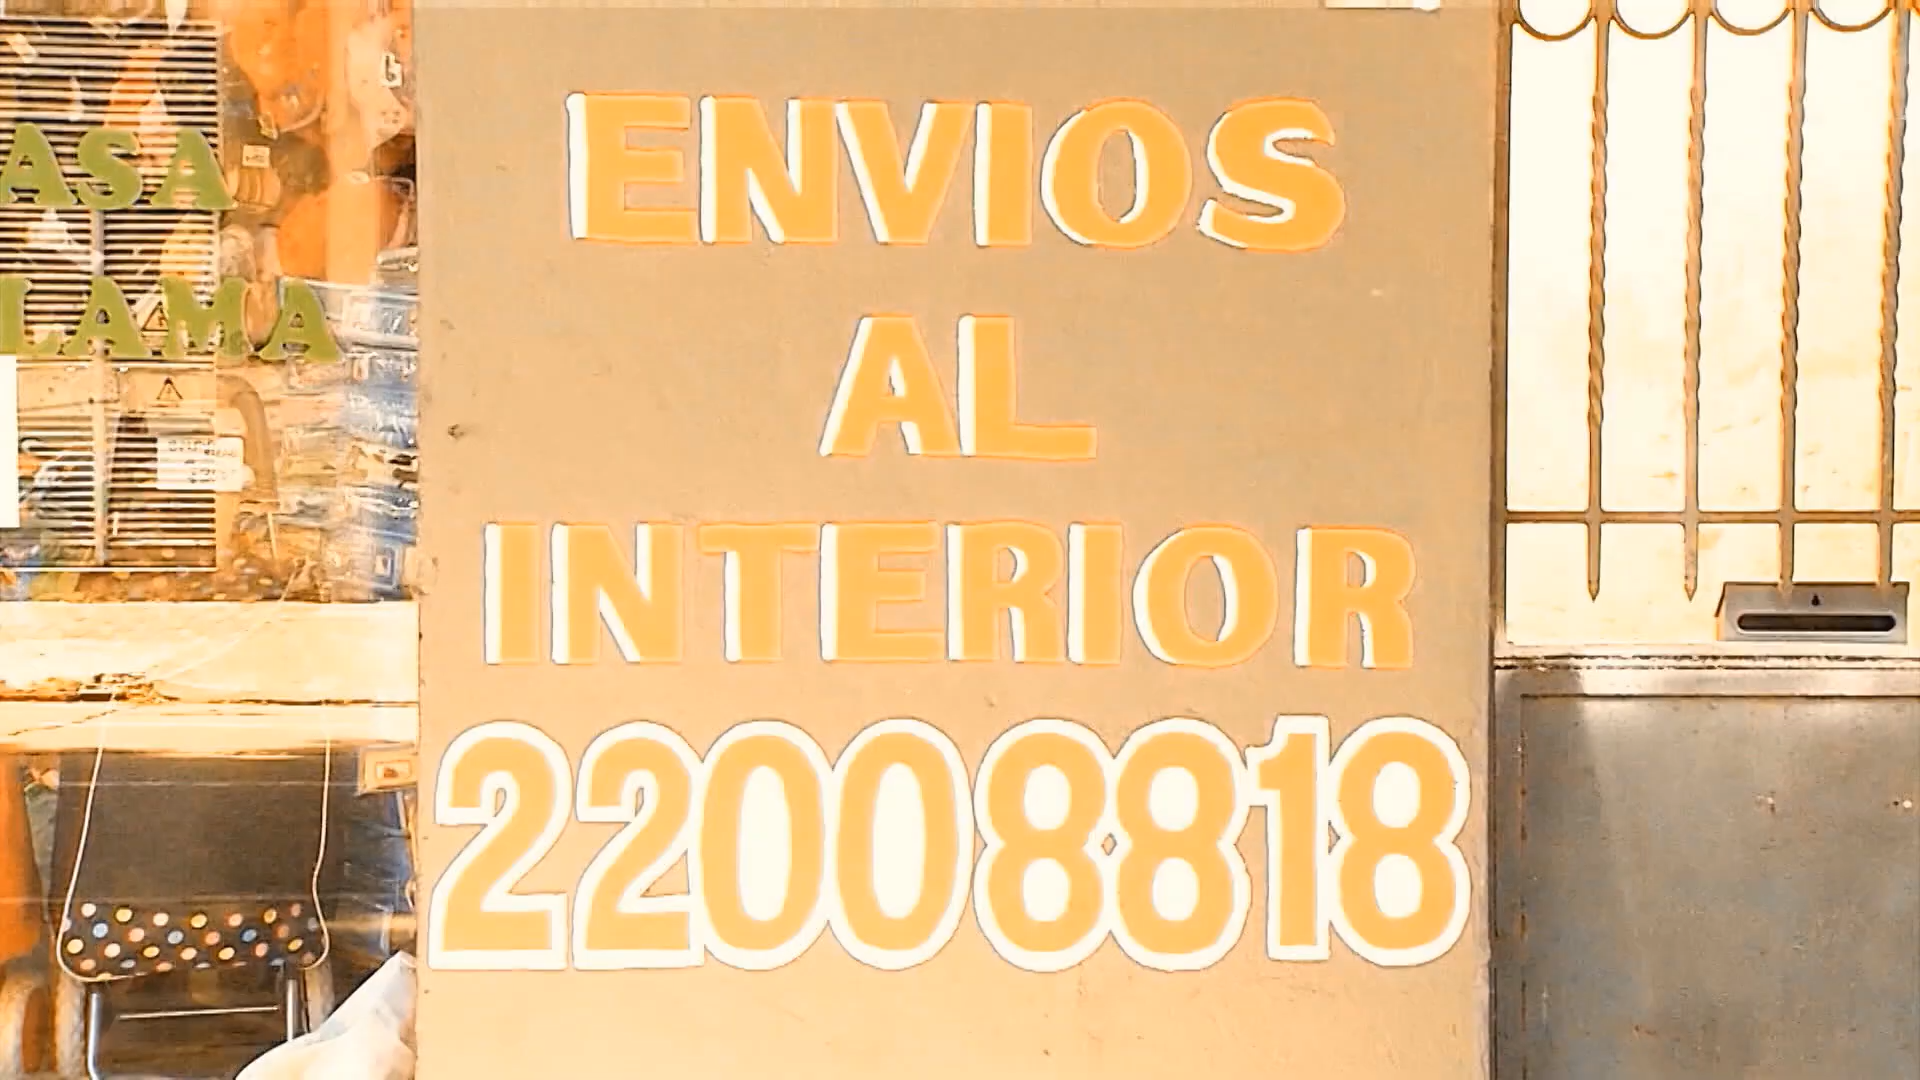 ASA
LAMA
ENVIOS
AL
INTERIOR
22008818